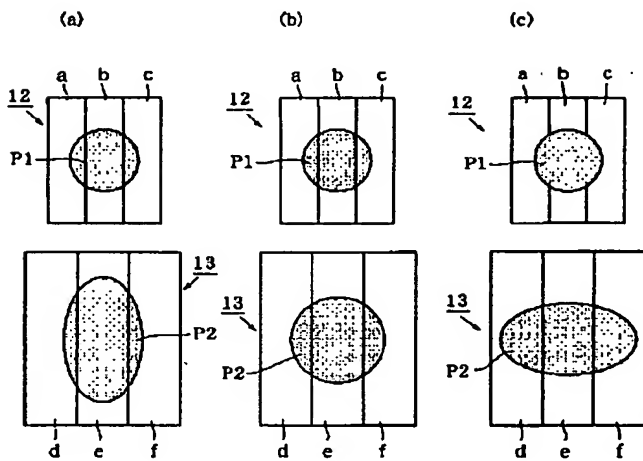 (a) (b) (c)
a b c a b c a b c
12 12 12
P1 P1 P1
13 13 13
P2 P2 P2
d e f d e f d e f